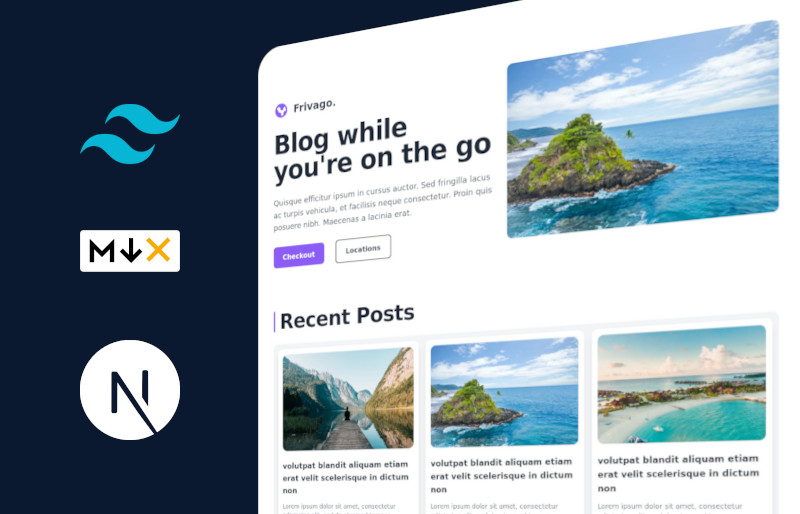 M↓X
N
Frivago.
Blog while
you're on the go
Quisque efficitur ipsum in cursus auctor. Sed fringilla lacus
ac turpis vehicula, et facilisis neque consectetur. Proin quis
posuere nibh. Maecenas a lacinia erat.
Checkout
Locations
Recent Posts
volutpat blandit aliquam etiam
erat velit scelerisque in dictum
non
Lorem ipsum dolor sit amet, consectetur
volutpat blandit aliquam etiam
erat velit scelerisque in dictum
non
Lorem ipsum dolor sit amet, consectetur
volutpat blandit aliquam etiam
erat velit scelerisque in dictum
non
Lorem ipsum dolor sit amet, consectetur